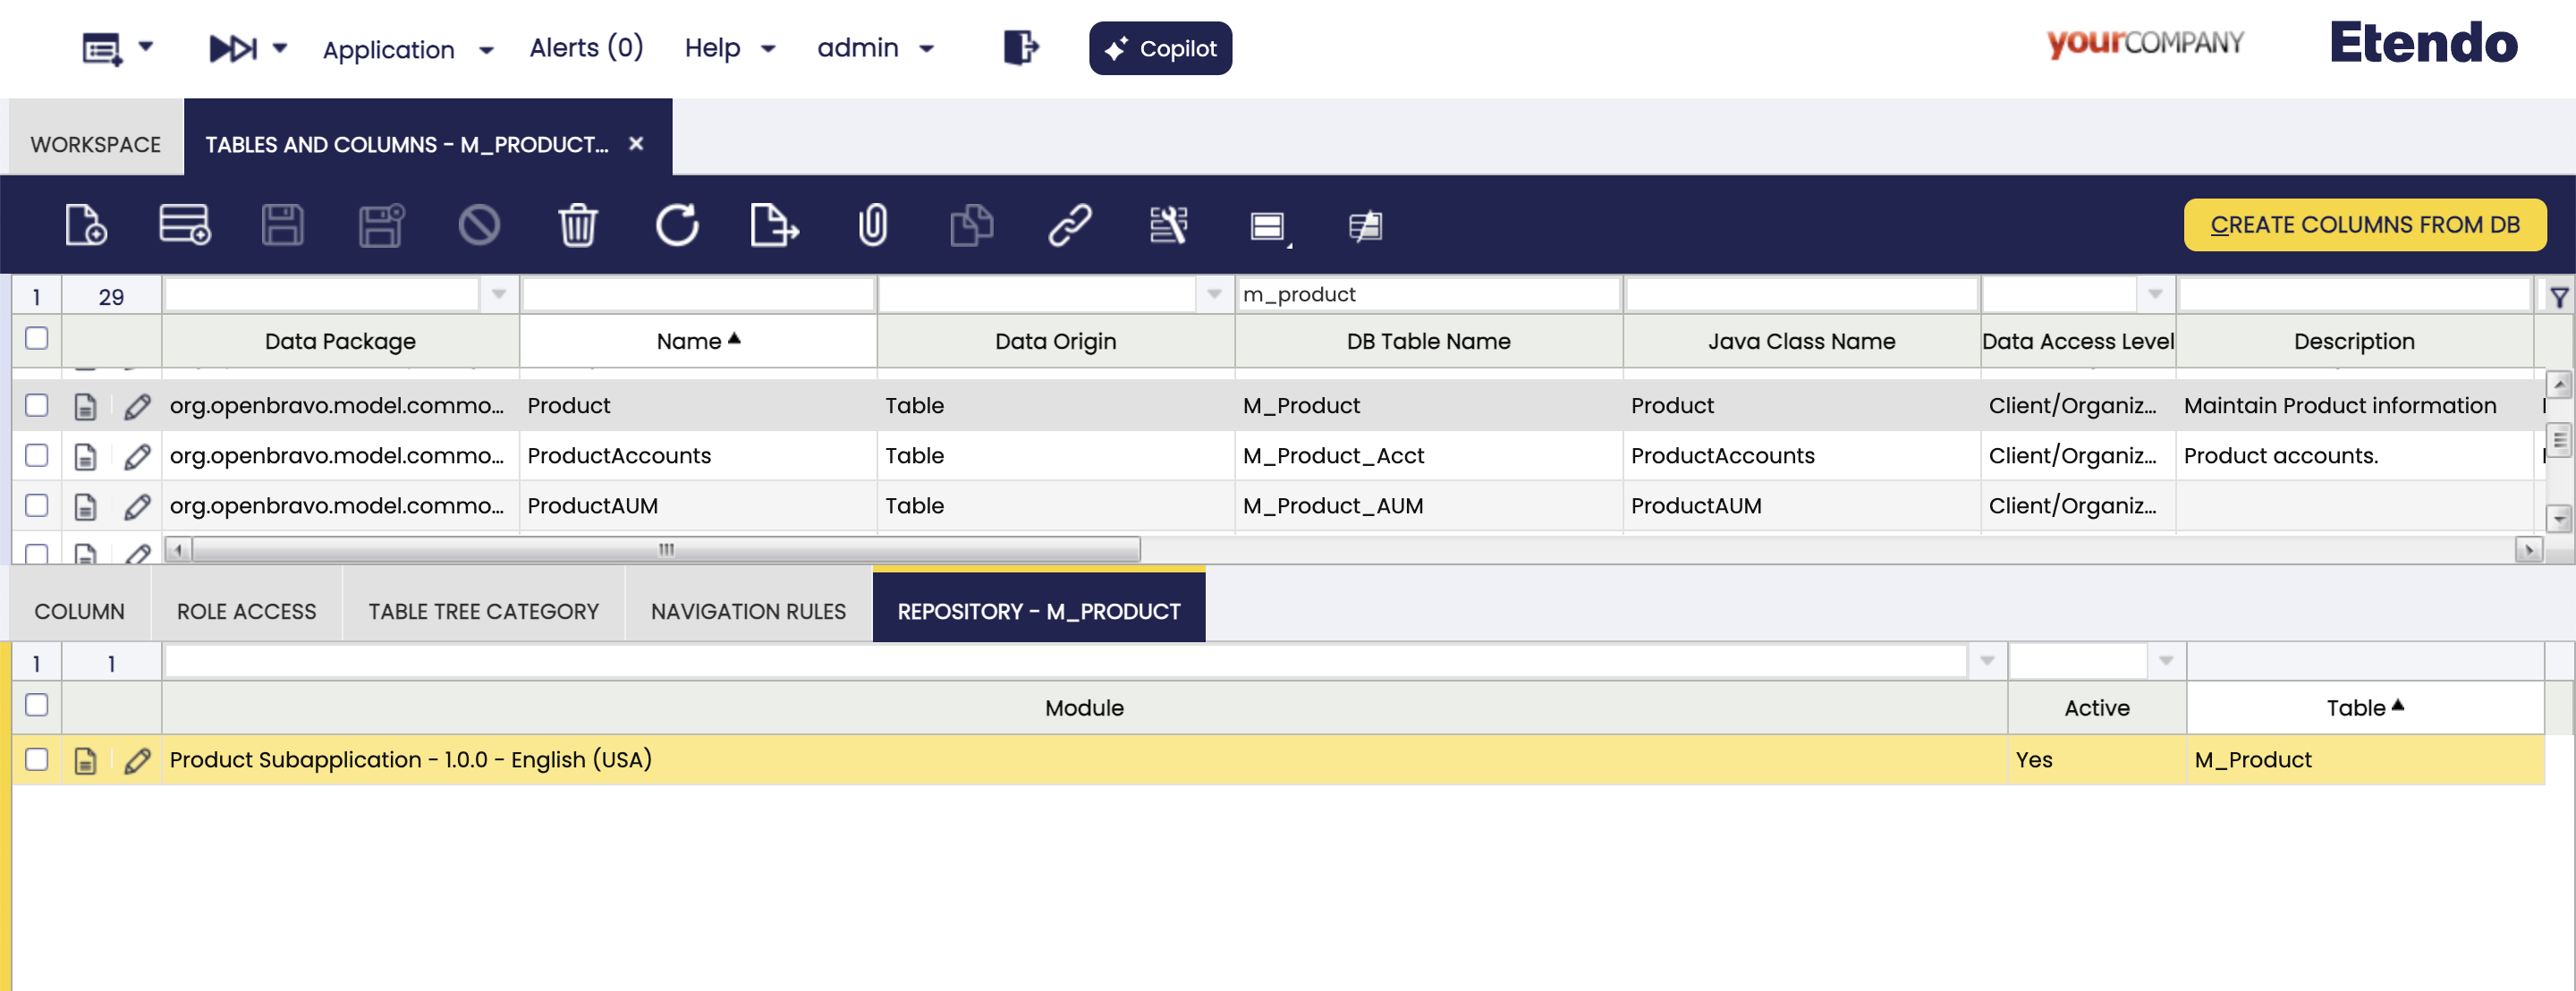 Application Alerts (0) Help admin Copilot yourCOMPANY Etendo
WORKSPACE TABLES AND COLUMNS - M_PRODUCT... ×
CREATE COLUMNS FROM DB
1 29 m_product
Data Package Name Data Origin DB Table Name Java Class Name Data Access Level Description
org.openbravo.model.commo... Product Table M_Product Product Client/Organiz... Maintain Product information
org.openbravo.model.commo... ProductAccounts Table M_Product_Acct ProductAccounts Client/Organiz... Product accounts.
org.openbravo.model.commo... ProductAUM Table M_Product_AUM ProductAUM Client/Organiz...
COLUMN ROLE ACCESS TABLE TREE CATEGORY NAVIGATION RULES REPOSITORY - M_PRODUCT
1 1
Module Active Table
Product Subapplication - 1.0.0 - English (USA) Yes M_Product